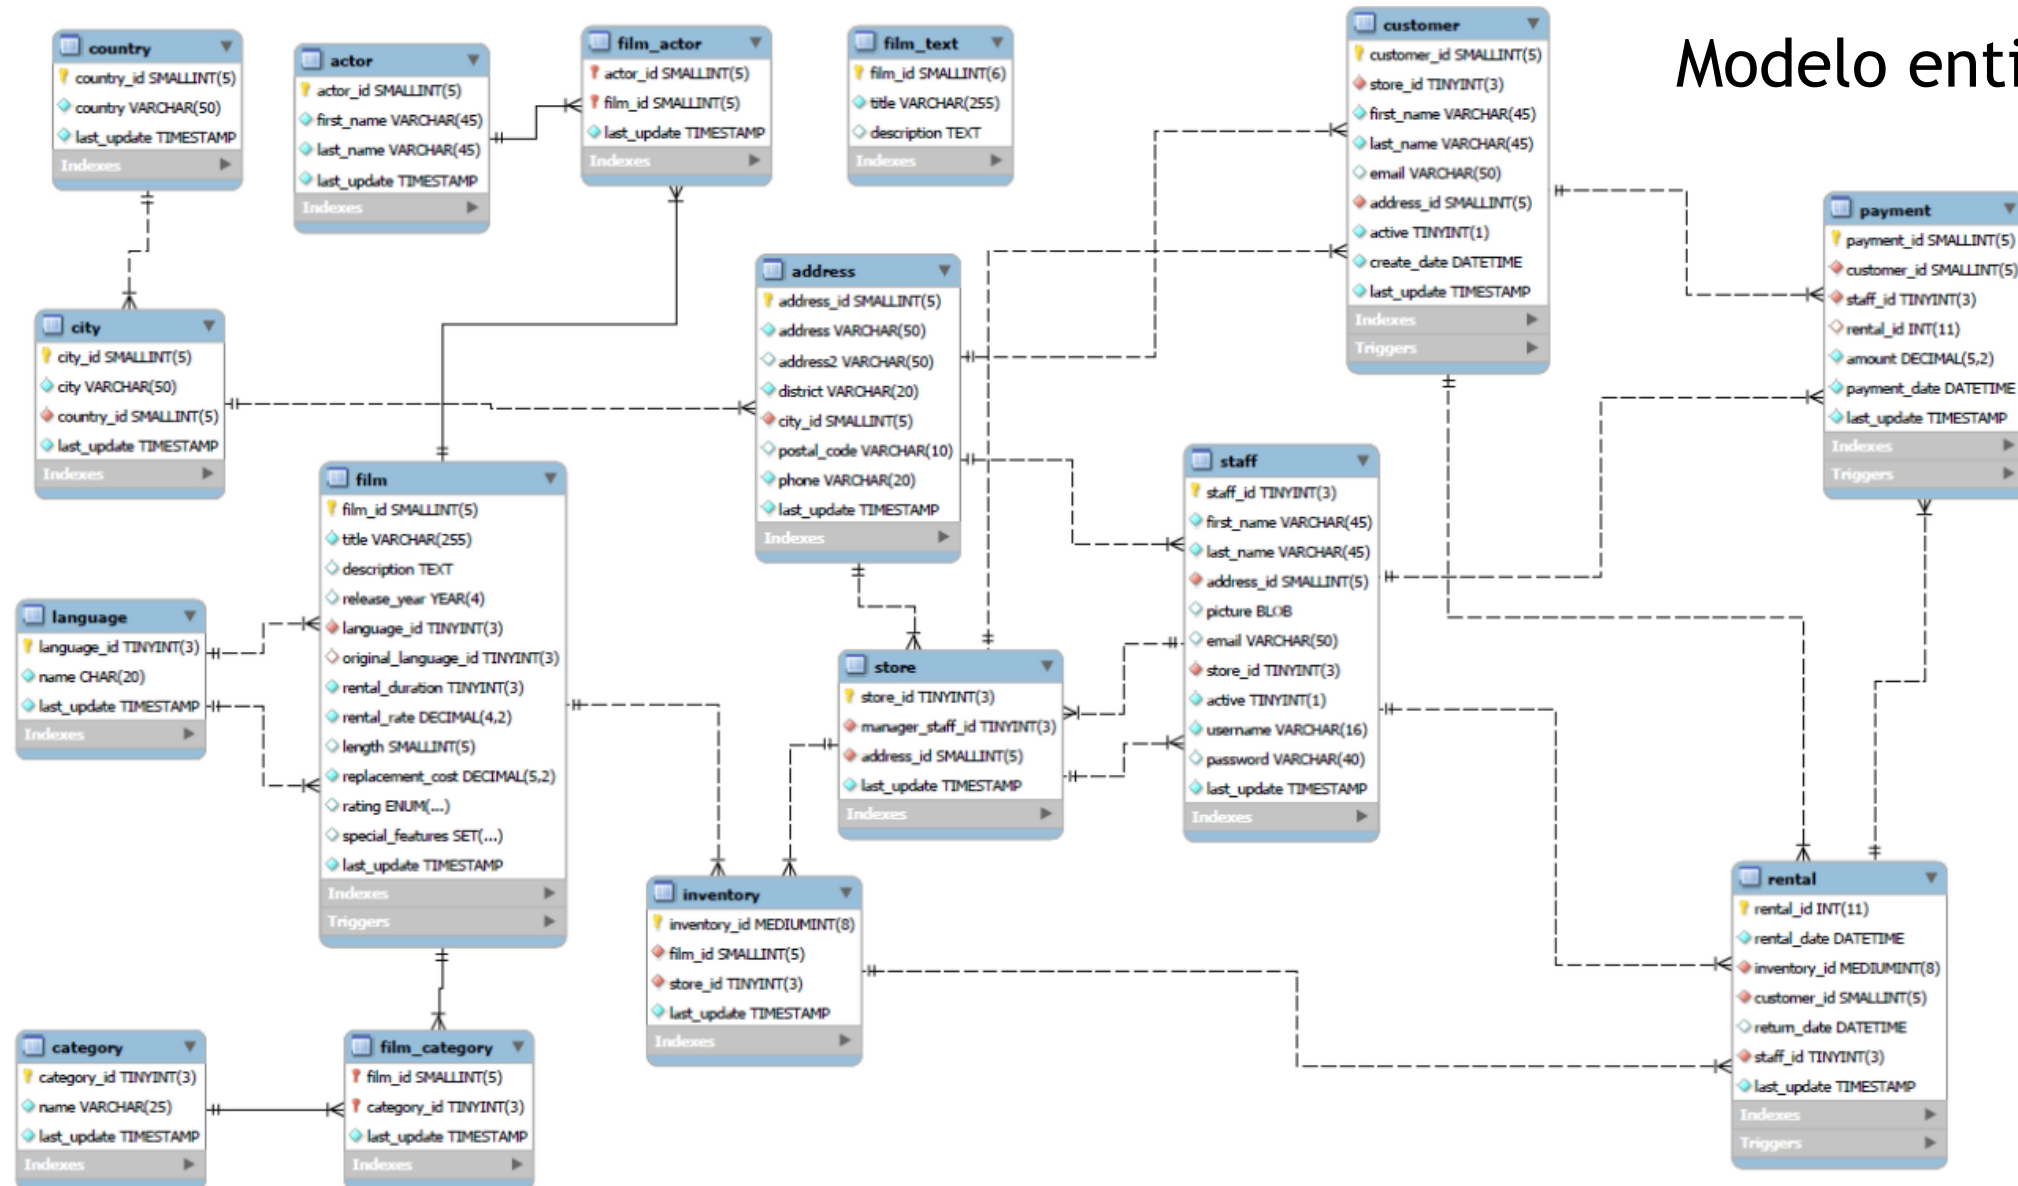 Modelo enti
country
country_id SMALLINT(5)
country VARCHAR(50)
last_update TIMESTAMP
Indexes
actor
actor_id SMALLINT(5)
first_name VARCHAR(45)
last_name VARCHAR(45)
last_update TIMESTAMP
Indexes
film_actor
actor_id SMALLINT(5)
film_id SMALLINT(5)
last_update TIMESTAMP
Indexes
film_text
film_id SMALLINT(6)
title VARCHAR(255)
description TEXT
Indexes
customer
customer_id SMALLINT(5)
store_id TINYINT(3)
first_name VARCHAR(45)
last_name VARCHAR(45)
email VARCHAR(50)
address_id SMALLINT(5)
active TINYINT(1)
create_date DATETIME
last_update TIMESTAMP
Indexes
Triggers
payment
payment_id SMALLINT(5)
customer_id SMALLINT(5)
staff_id TINYINT(3)
rental_id INT(11)
amount DECIMAL(5,2)
payment_date DATETIME
last_update TIMESTAMP
Indexes
Triggers
city
city_id SMALLINT(5)
city VARCHAR(50)
country_id SMALLINT(5)
last_update TIMESTAMP
Indexes
address
address_id SMALLINT(5)
address VARCHAR(50)
address2 VARCHAR(50)
district VARCHAR(20)
city_id SMALLINT(5)
postal_code VARCHAR(10)
phone VARCHAR(20)
last_update TIMESTAMP
Indexes
film
film_id SMALLINT(5)
title VARCHAR(255)
description TEXT
release_year YEAR(4)
language_id TINYINT(3)
original_language_id TINYINT(3)
rental_duration TINYINT(3)
rental_rate DECIMAL(4,2)
length SMALLINT(5)
replacement_cost DECIMAL(5,2)
rating ENUM(...)
special_features SET(...)
last_update TIMESTAMP
Indexes
Triggers
staff
staff_id TINYINT(3)
first_name VARCHAR(45)
last_name VARCHAR(45)
address_id SMALLINT(5)
picture BLOB
email VARCHAR(50)
store_id TINYINT(3)
active TINYINT(1)
username VARCHAR(16)
password VARCHAR(40)
last_update TIMESTAMP
Indexes
language
language_id TINYINT(3)
name CHAR(20)
last_update TIMESTAMP
Indexes
store
store_id TINYINT(3)
manager_staff_id TINYINT(3)
address_id SMALLINT(5)
last_update TIMESTAMP
Indexes
inventory
inventory_id MEDIUMINT(8)
film_id SMALLINT(5)
store_id TINYINT(3)
last_update TIMESTAMP
Indexes
rental
rental_id INT(11)
rental_date DATETIME
inventory_id MEDIUMINT(8)
customer_id SMALLINT(5)
return_date DATETIME
staff_id TINYINT(3)
last_update TIMESTAMP
Indexes
Triggers
category
category_id TINYINT(3)
name VARCHAR(25)
last_update TIMESTAMP
Indexes
film_category
film_id SMALLINT(5)
category_id TINYINT(3)
last_update TIMESTAMP
Indexes